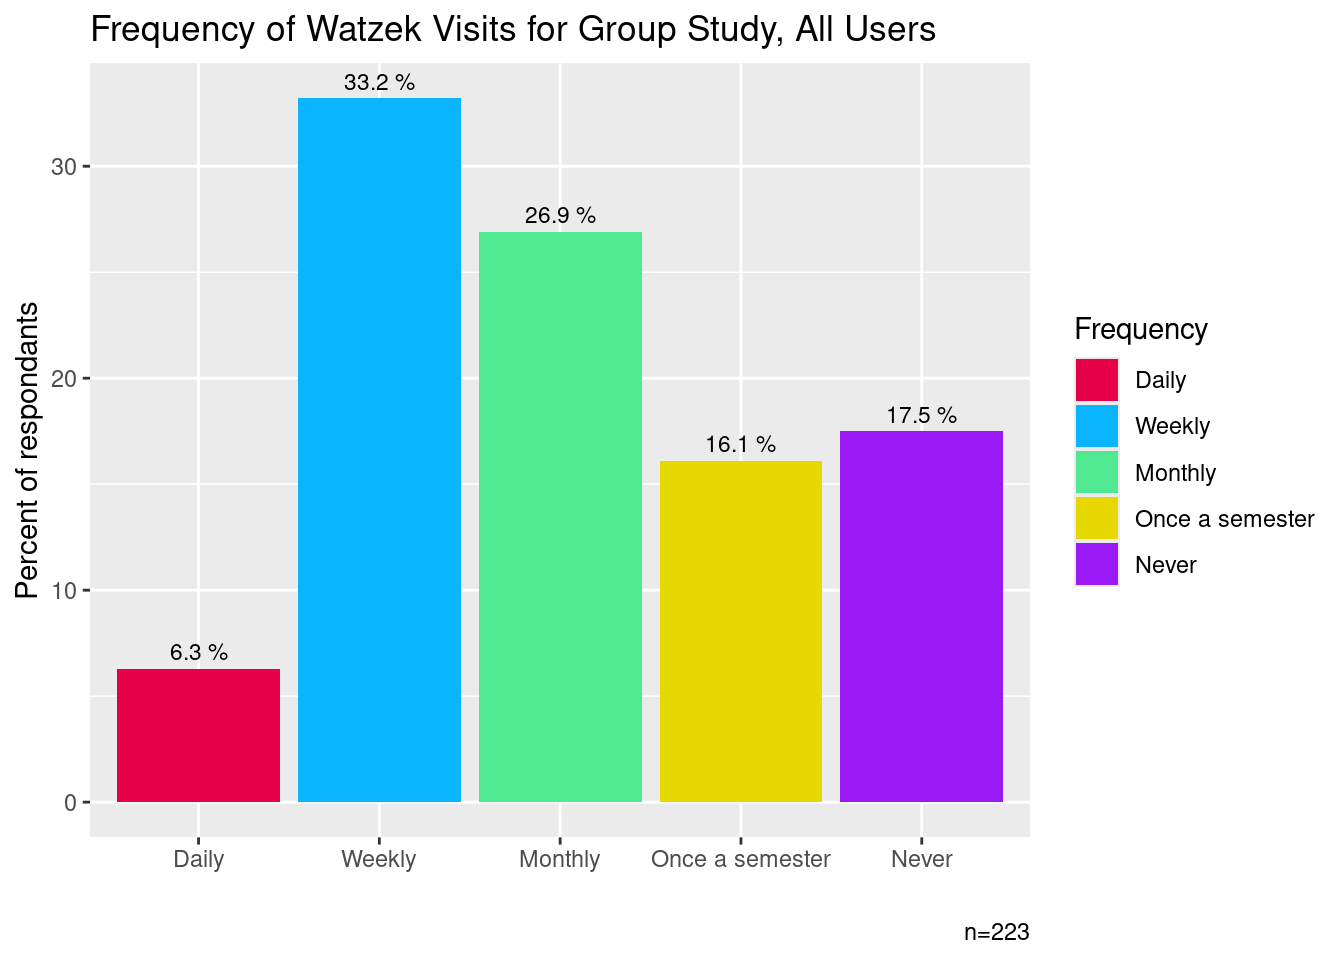 Frequency of Watzek Visits for Group Study, All Users
Percent of respondants
30
20
10
0
6.3 %
33.2 %
26.9 %
16.1 %
17.5 %
Daily
Weekly
Monthly
Once a semester
Never
Frequency
Daily
Weekly
Monthly
Once a semester
Never
n=223